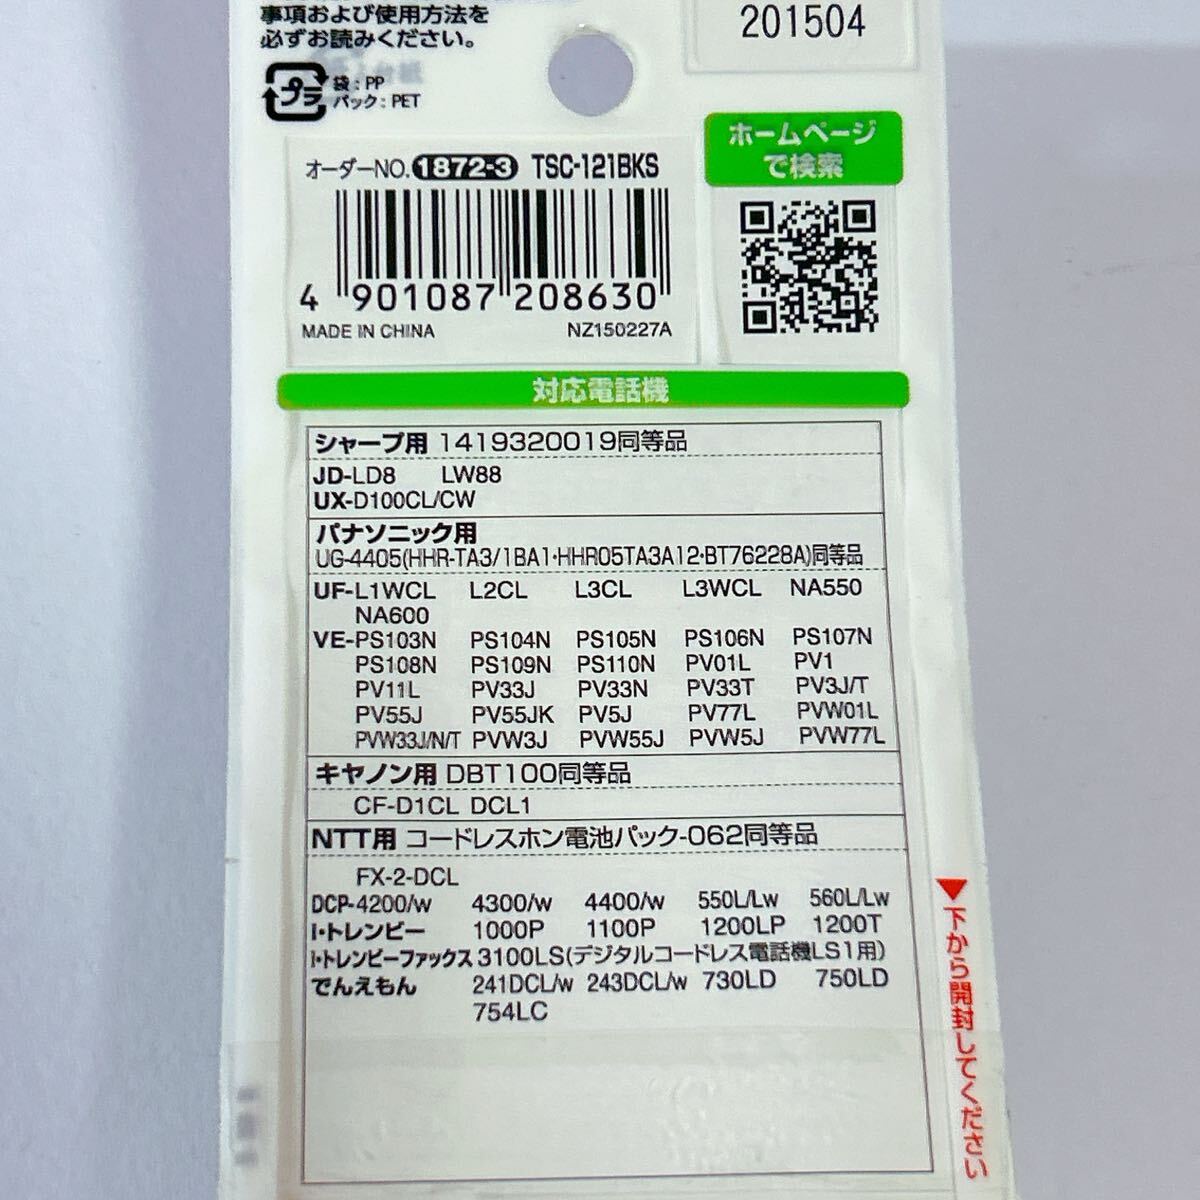 事項および使用方法を
必ずお読みください。
プラ
袋:PP
パック:PET
201504
ホームページ
で検索
オーダーNO. 1872-3 TSC-121BKS
4 901087 208630
MADE IN CHINA NZ150227A
対応電話機
シャープ用 1419320019同等品
JD-LD8 LW88
UX-D100CL/CW
パナソニック用
UG-4405(HHR-TA3/1BA1・HHR05TA3A12・BT76228A)同等品
UF-L1WCL L2CL L3CL L3WCL NA550
NA600
VE-PS103N PS104N PS105N PS106N PS107N
PS108N PS109N PS110N PV01L PV1
PV11L PV33J PV33N PV33T PV3J/T
PV55J PV55JK PV5J PV77L PVW01L
PVW33J/N/T PVW3J PVW55J PVW5J PVW77L
キヤノン用 DBT100同等品
CF-D1CL DCL1
NTT用 コードレスホン電池パック-062同等品
FX-2-DCL
DCP-4200/w 4300/w 4400/w 550L/Lw 560L/Lw
I・トレンビー 1000P 1100P 1200LP 1200T
I・トレンビーファックス 3100LS(デジタルコードレス電話機LS1用)
でんえもん 241DCL/w 243DCL/w 730LD 750LD
754LC
▼下から開封してください